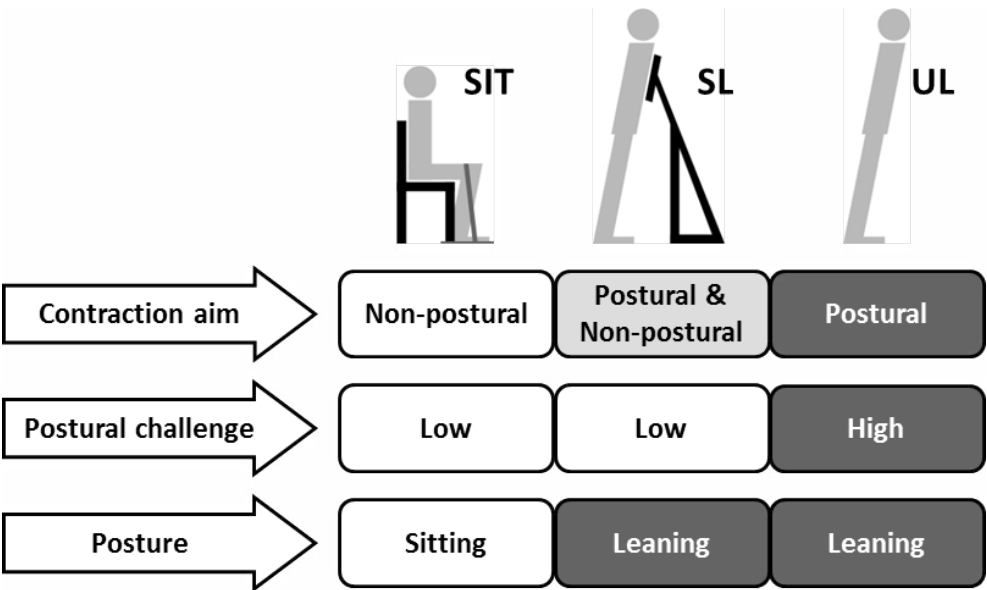 SIT
SL
UL
Contraction aim
Non-postural
Postural &
Non-postural
Postural
Postural challenge
Low
Low
High
Posture
Sitting
Leaning
Leaning